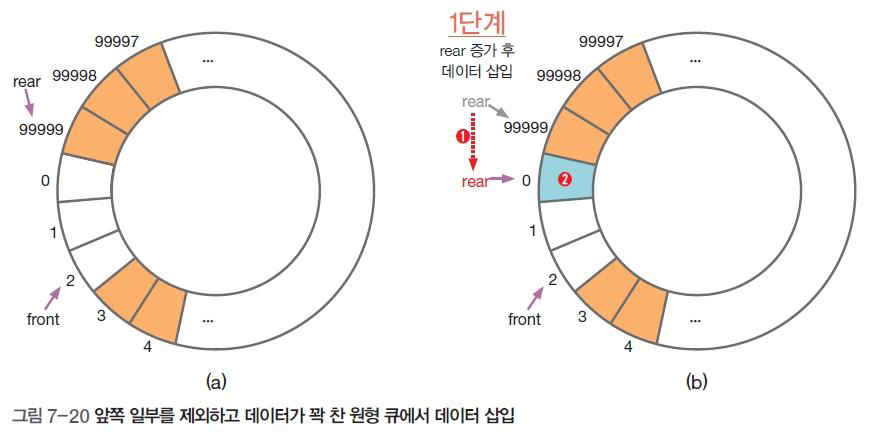 99997
...
99998
rear
99999
0
1
2
front
3
4
...
(a)
1단계
rear 증가 후
데이터 삽입
99997
...
99998
rear
99999
1
rear
0
2
1
2
front
3
4
...
(b)
그림 7-20 앞쪽 일부를 제외하고 데이터가 꽉 찬 원형 큐에서 데이터 삽입